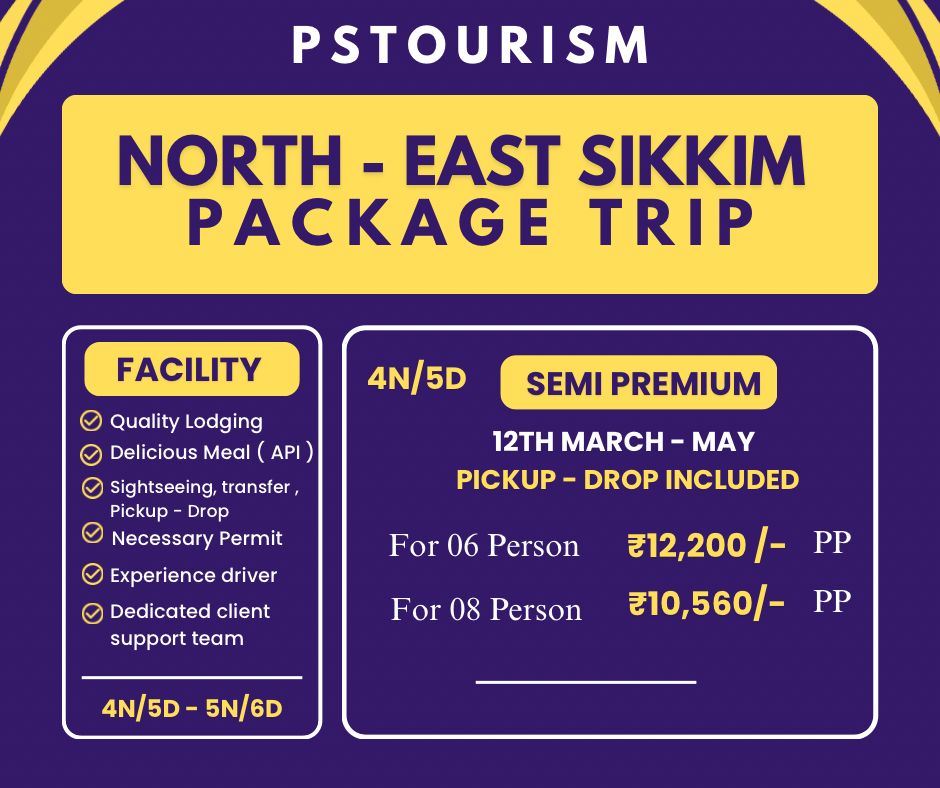 PSTOURISM
NORTH - EAST SIKKIM
PACKAGE TRIP
FACILITY
Quality Lodging
Delicious Meal ( API )
Sightseeing, transfer ,
Pickup - Drop
Necessary Permit
Experience driver
Dedicated client
support team
4N/5D - 5N/6D
4N/5D
SEMI PREMIUM
12TH MARCH - MAY
PICKUP - DROP INCLUDED
For 06 Person ₹12,200 /- PP
For 08 Person ₹10,560/- PP